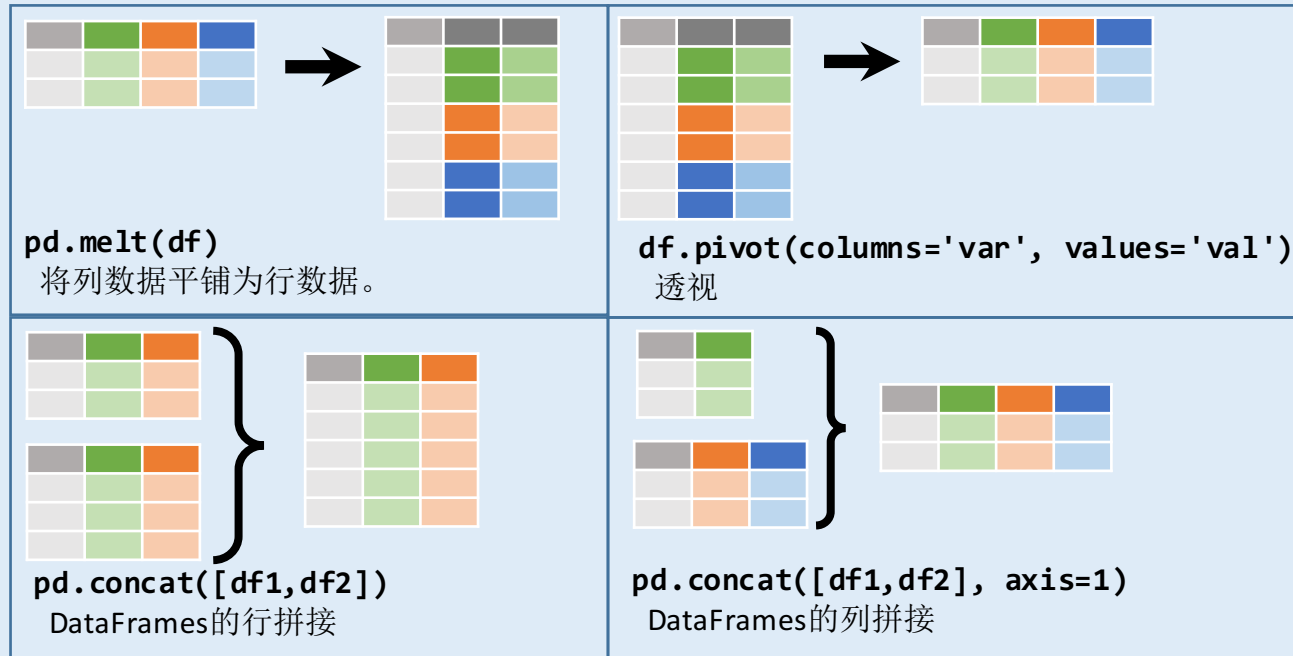 pd.melt(df)
将列数据平铺为行数据。
df.pivot(columns='var', values='val')
透视
pd.concat([df1,df2])
DataFrames的行拼接
pd.concat([df1,df2], axis=1)
DataFrames的列拼接